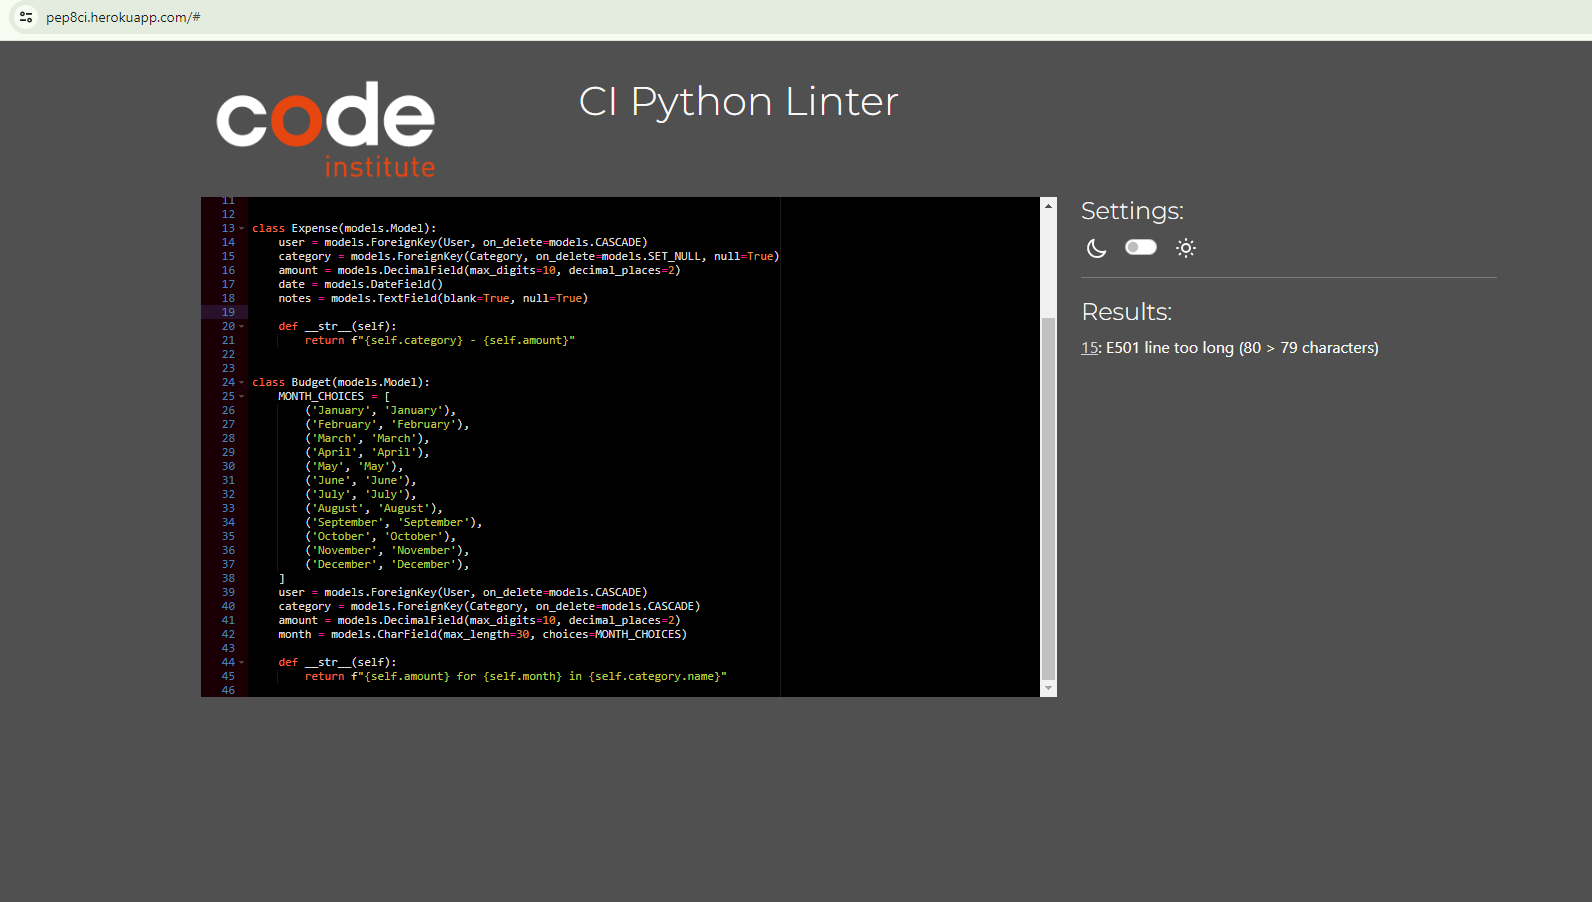 pep8ci.herokuapp.com/#
code
institute
CI Python Linter
11
12
13 class Expense(models.Model):
14 user = models.ForeignKey(User, on_delete=models.CASCADE)
15 category = models.ForeignKey(Category, on_delete=models.SET_NULL, null=True)
16 amount = models.DecimalField(max_digits=10, decimal_places=2)
17 date = models.DateField()
18 notes = models.TextField(blank=True, null=True)
19
20 def __str__(self):
21 return f"{self.category} - {self.amount}"
22
23
24 class Budget(models.Model):
25 MONTH_CHOICES = [
26 ('January', 'January'),
27 ('February', 'February'),
28 ('March', 'March'),
29 ('April', 'April'),
30 ('May', 'May'),
31 ('June', 'June'),
32 ('July', 'July'),
33 ('August', 'August'),
34 ('September', 'September'),
35 ('October', 'October'),
36 ('November', 'November'),
37 ('December', 'December'),
38 ]
39 user = models.ForeignKey(User, on_delete=models.CASCADE)
40 category = models.ForeignKey(Category, on_delete=models.CASCADE)
41 amount = models.DecimalField(max_digits=10, decimal_places=2)
42 month = models.CharField(max_length=30, choices=MONTH_CHOICES)
43
44 def __str__(self):
45 return f"{self.amount} for {self.month} in {self.category.name}"
46
Settings:
Results:
15: E501 line too long (80 > 79 characters)